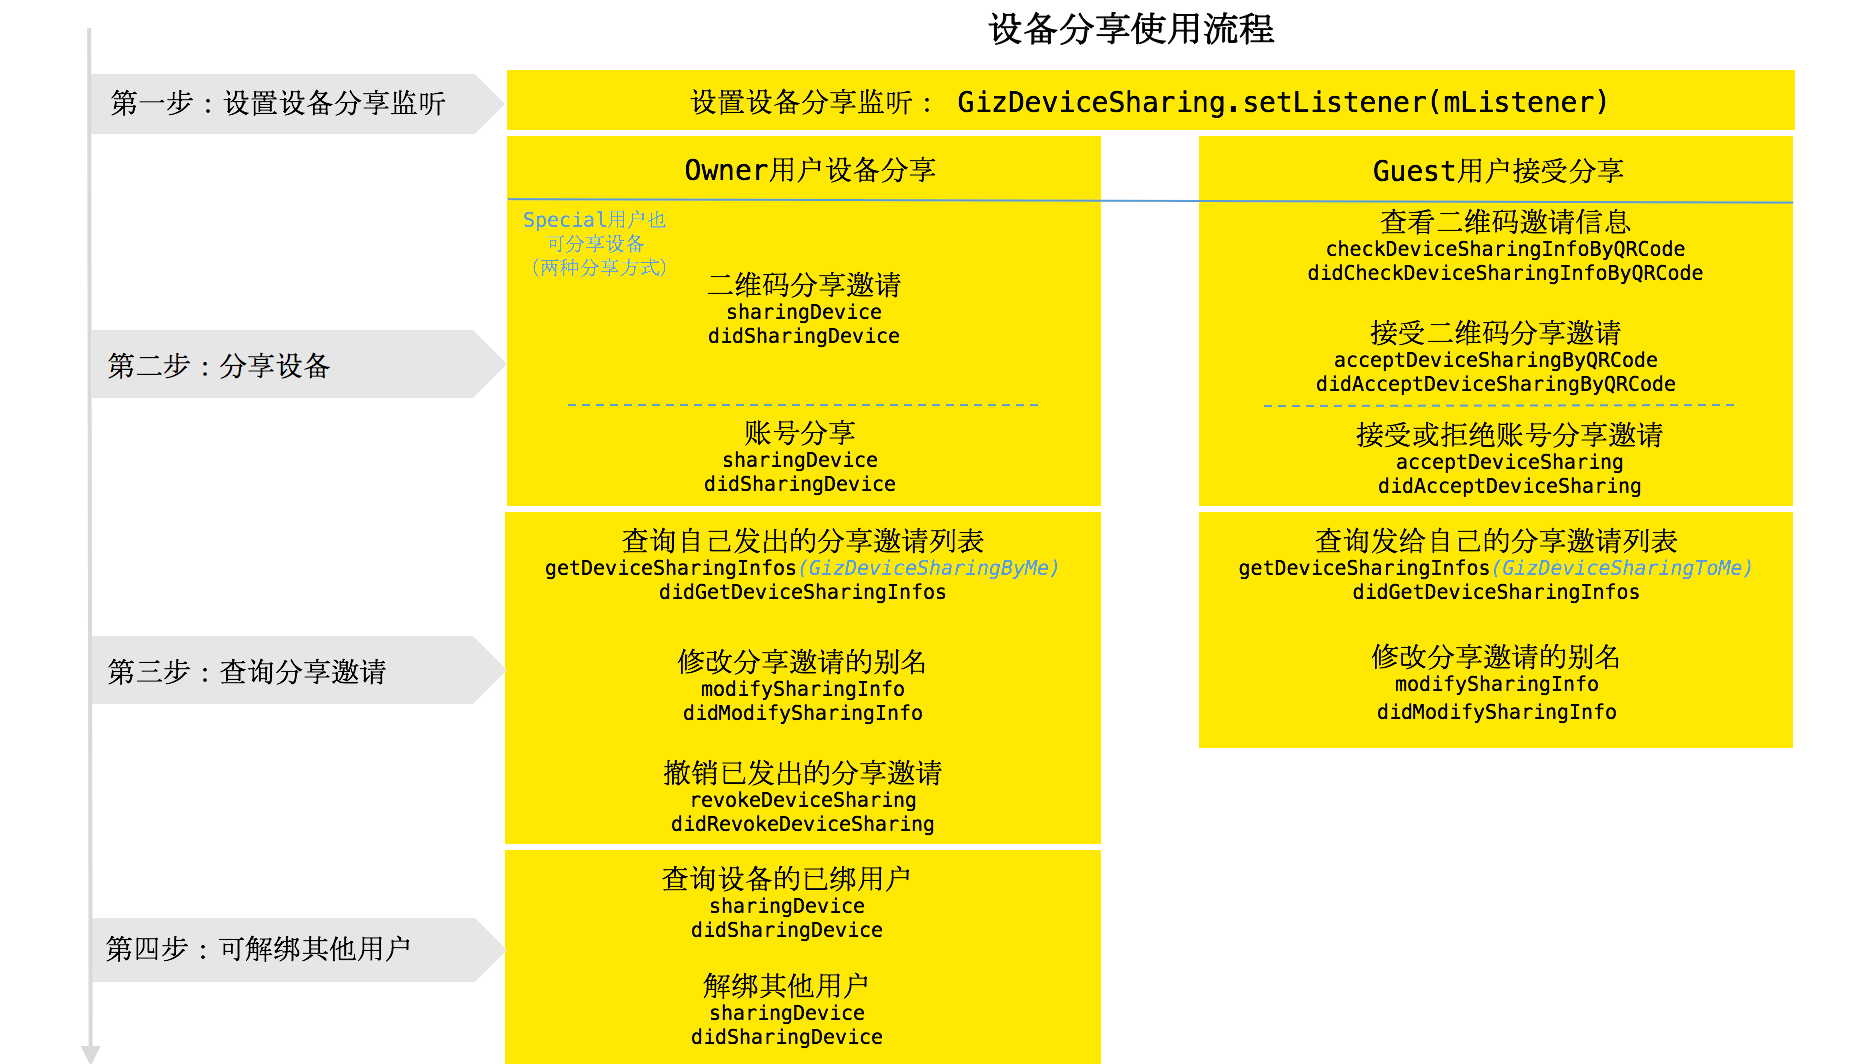 设备分享使用流程
第一步：设置设备分享监听
设置设备分享监听： GizDeviceSharing.setListener(mListener)
Owner用户设备分享
Guest用户接受分享
Special用户也
可分享设备
（两种分享方式）
第二步：分享设备
二维码分享邀请
sharingDevice
didSharingDevice
账号分享
sharingDevice
didSharingDevice
查看二维码邀请信息
checkDeviceSharingInfoByQRCode
didCheckDeviceSharingInfoByQRCode
接受二维码分享邀请
acceptDeviceSharingByQRCode
didAcceptDeviceSharingByQRCode
接受或拒绝账号分享邀请
acceptDeviceSharing
didAcceptDeviceSharing
第三步：查询分享邀请
查询自己发出的分享邀请列表
getDeviceSharingInfos(GizDeviceSharingByMe)
didGetDeviceSharingInfos
修改分享邀请的别名
modifySharingInfo
didModifySharingInfo
撤销已发出的分享邀请
revokeDeviceSharing
didRevokeDeviceSharing
查询发给自己的分享邀请列表
getDeviceSharingInfos(GizDeviceSharingToMe)
didGetDeviceSharingInfos
修改分享邀请的别名
modifySharingInfo
didModifySharingInfo
第四步：可解绑其他用户
查询设备的已绑用户
sharingDevice
didSharingDevice
解绑其他用户
sharingDevice
didSharingDevice